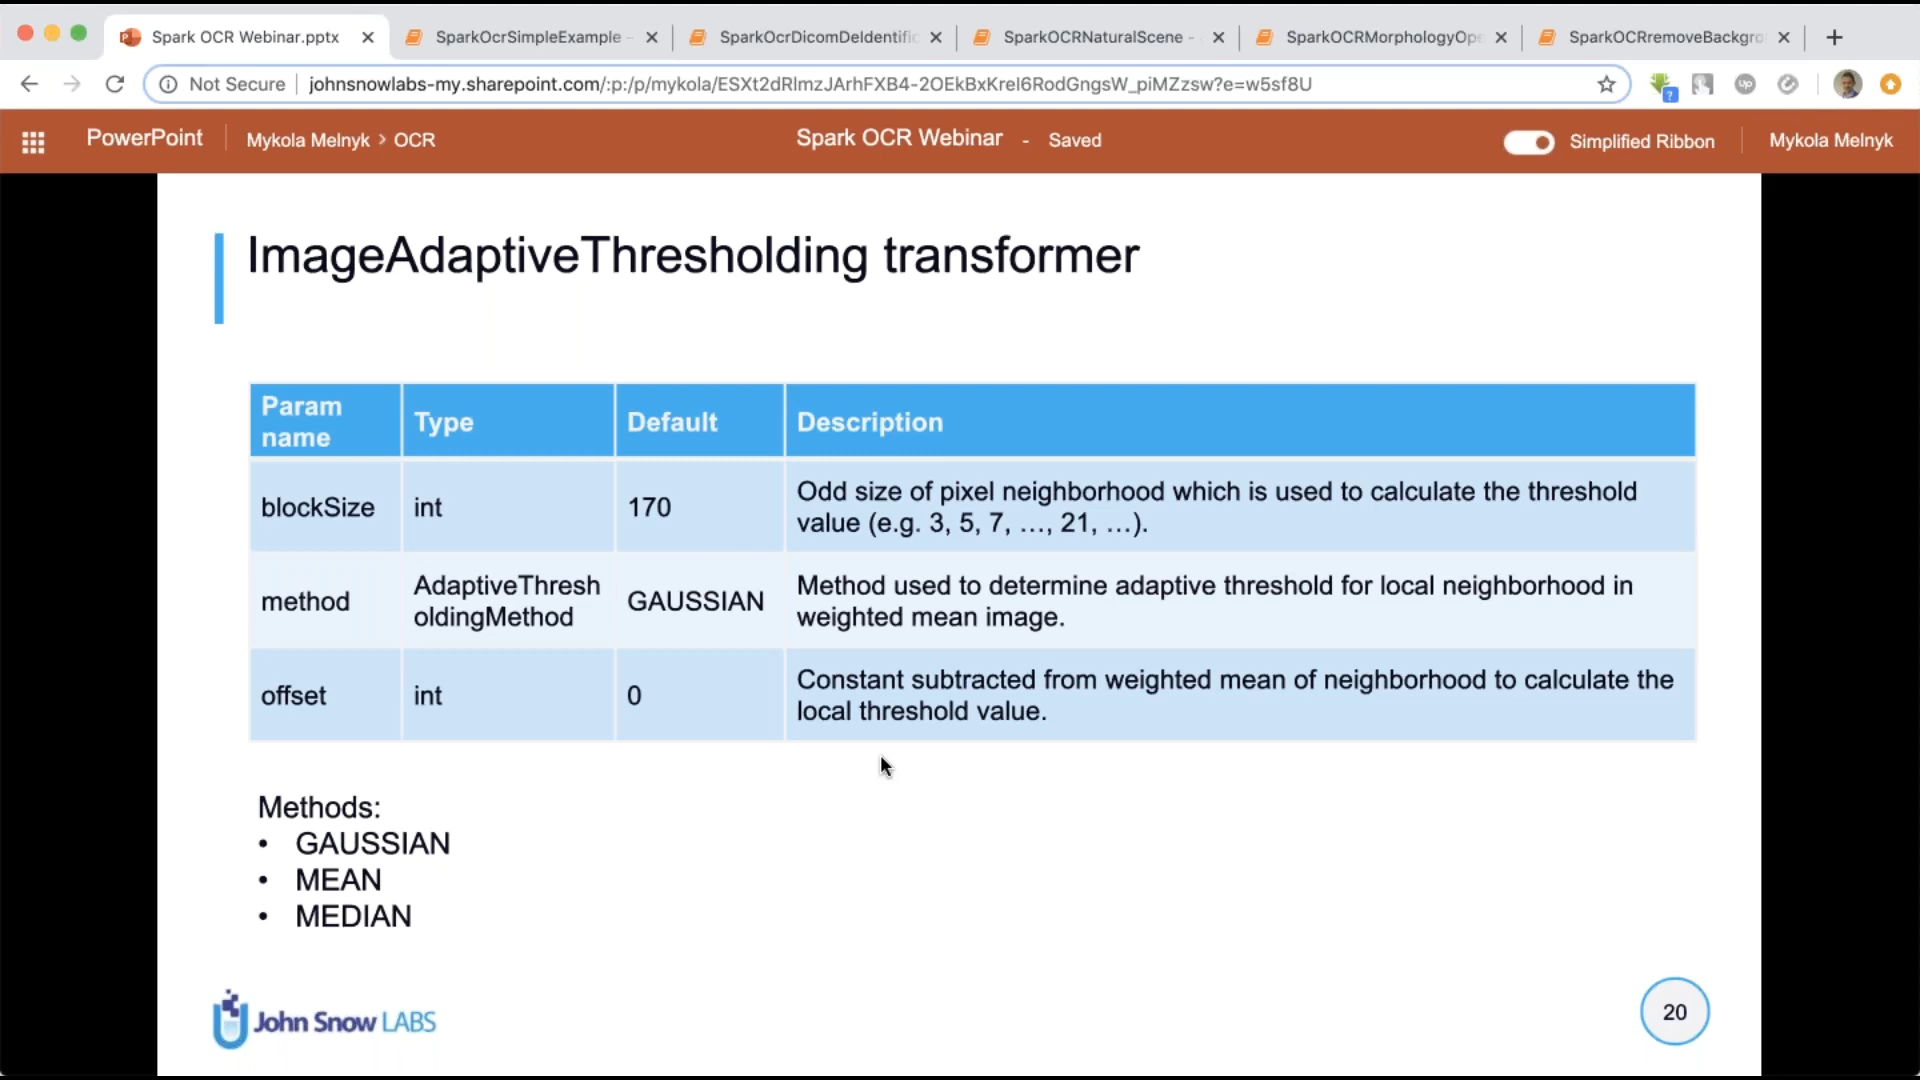 Spark OCR Webinar.pptx
SparkOcrSimpleExample -
SparkOcrDicomDeIdentific
SparkOCRNaturalScene -
SparkOCRMorphologyOpe
SparkOCRremoveBackgro
Not Secure
johnsnowlabs-my.sharepoint.com/:p:/p/mykola/ESXt2dRlmzJArhFXB4-2OEkBxKrel6RodGngsW_piMZzsw?e=w5sf8U
Up
?
PowerPoint
Mykola Melnyk > OCR
Spark OCR Webinar - Saved
Simplified Ribbon
Mykola Melnyk
ImageAdaptiveThresholding transformer
Param
name
Type
Default
Description
blockSize
int
170
Odd size of pixel neighborhood which is used to calculate the threshold
value (e.g. 3, 5, 7, …, 21, …).
method
AdaptiveThresh
oldingMethod
GAUSSIAN
Method used to determine adaptive threshold for local neighborhood in
weighted mean image.
offset
int
0
Constant subtracted from weighted mean of neighborhood to calculate the
local threshold value.
Methods:
• GAUSSIAN
• MEAN
• MEDIAN
John Snow LABS
20